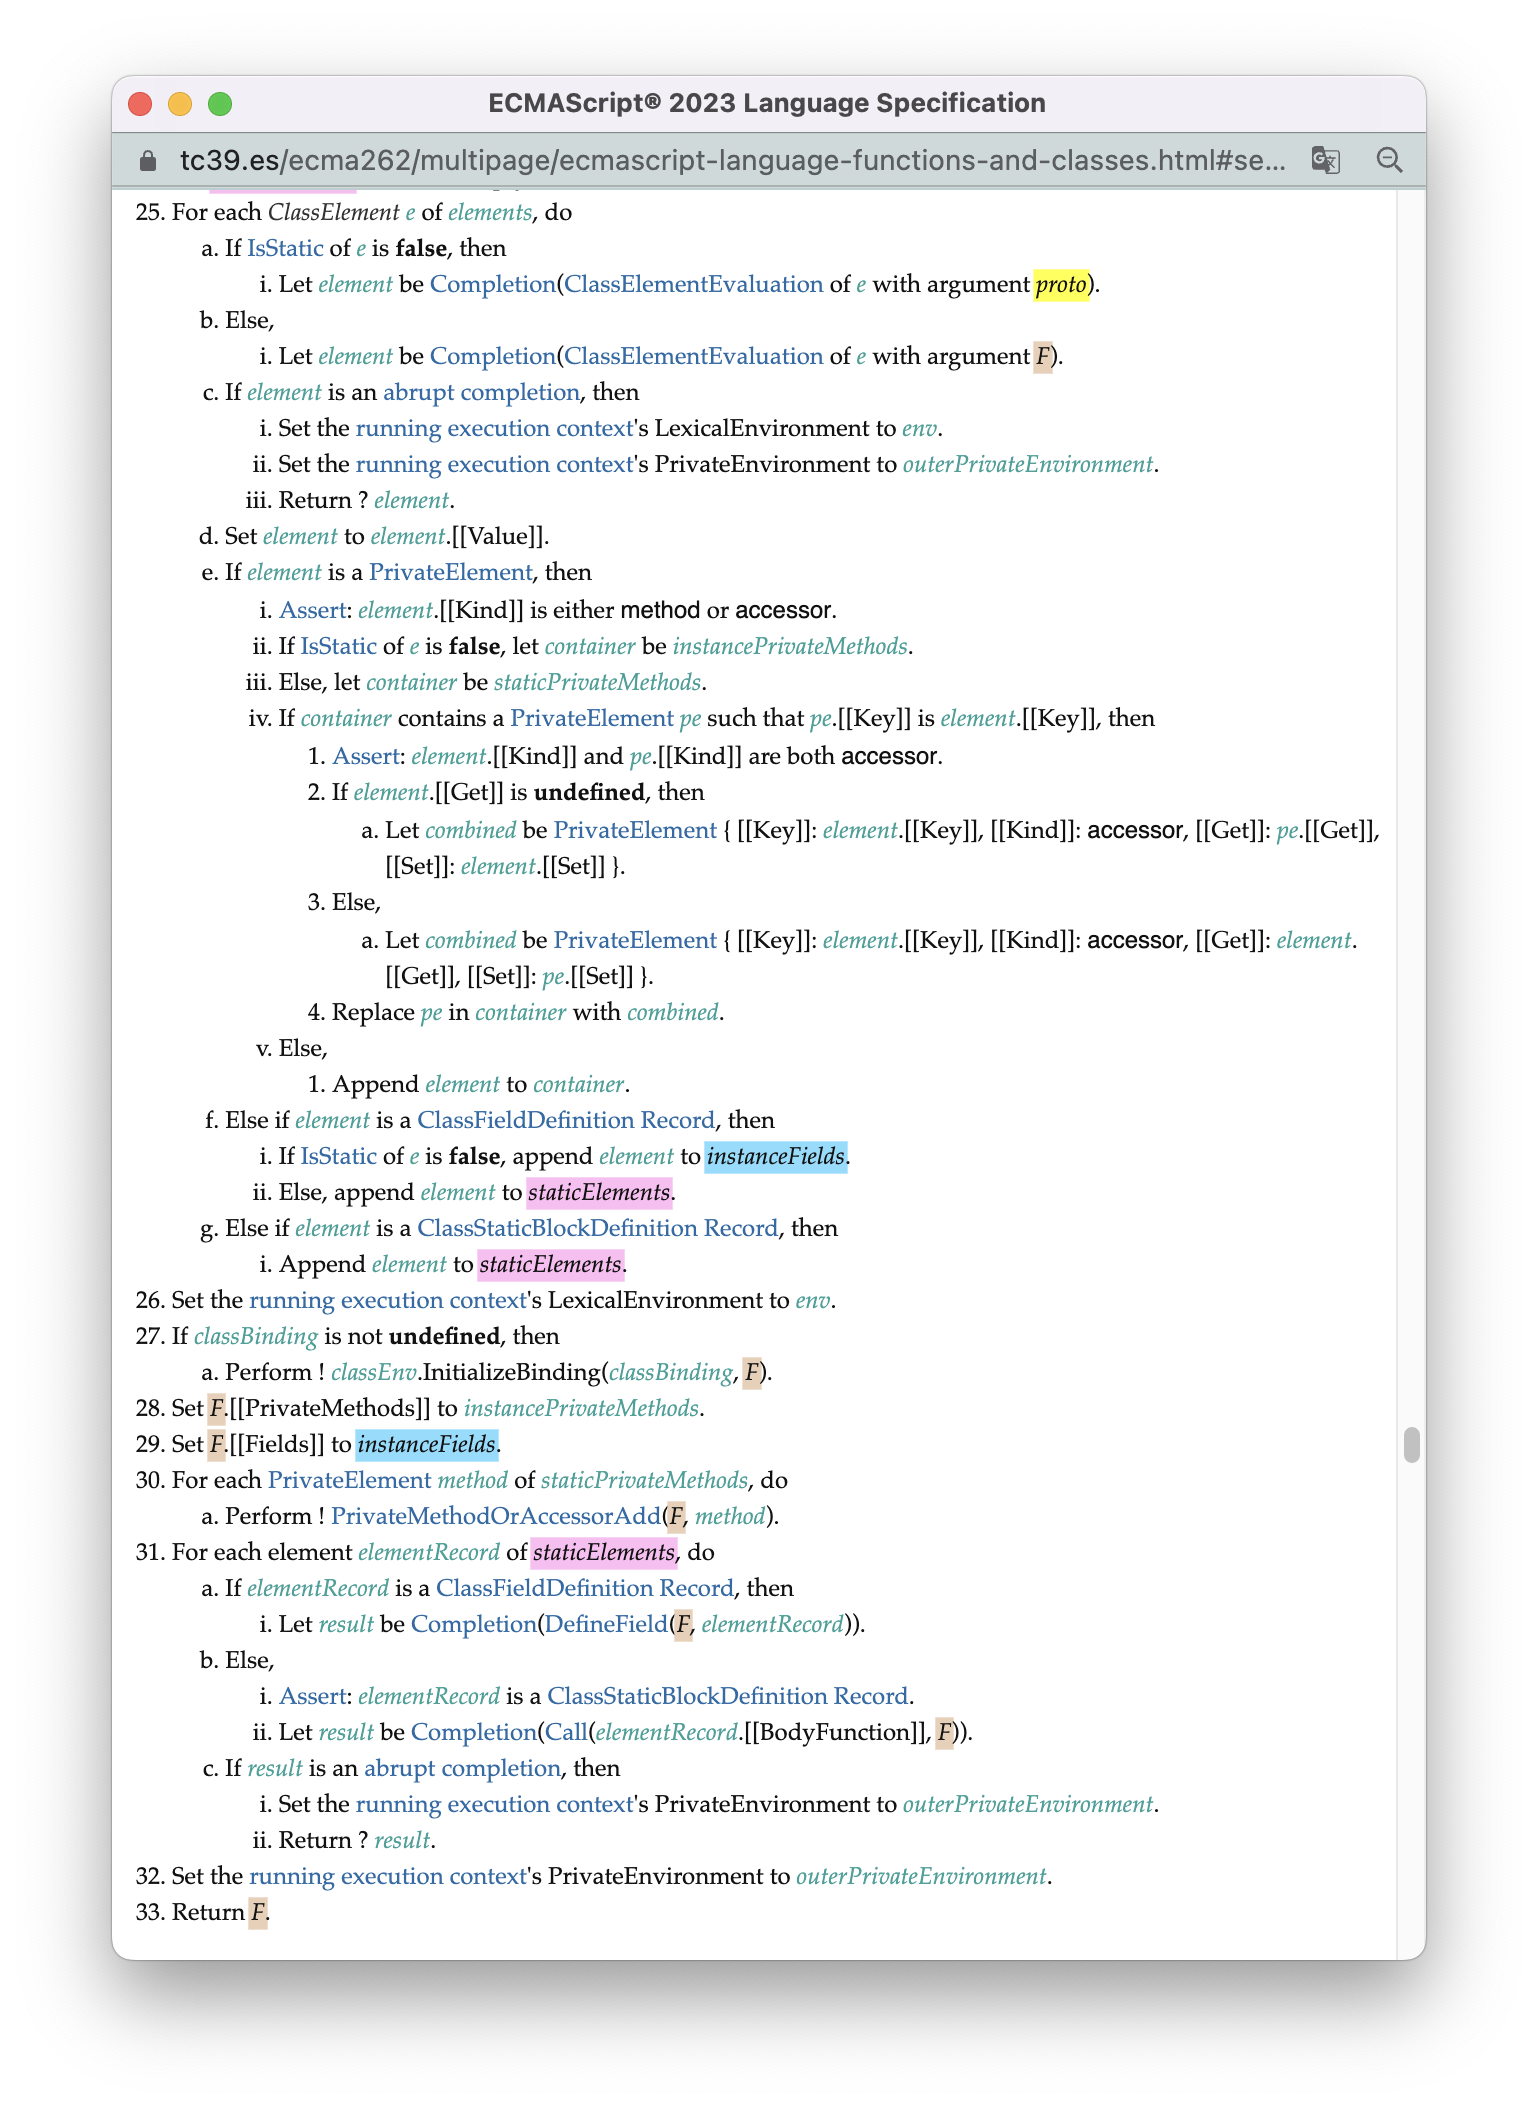 ECMAScript® 2023 Language Specification
tc39.es/ecma262/multipage/ecmascript-language-functions-and-classes.html#se...
25. For each ClassElement e of elements, do
a. If IsStatic of e is false, then
i. Let element be Completion(ClassElementEvaluation of e with argument proto).
b. Else,
i. Let element be Completion(ClassElementEvaluation of e with argument F).
c. If element is an abrupt completion, then
i. Set the running execution context's LexicalEnvironment to env.
ii. Set the running execution context's PrivateEnvironment to outerPrivateEnvironment.
iii. Return ? element.
d. Set element to element.[[Value]].
e. If element is a PrivateElement, then
i. Assert: element.[[Kind]] is either method or accessor.
ii. If IsStatic of e is false, let container be instancePrivateMethods.
iii. Else, let container be staticPrivateMethods.
iv. If container contains a PrivateElement pe such that pe.[[Key]] is element.[[Key]], then
1. Assert: element.[[Kind]] and pe.[[Kind]] are both accessor.
2. If element.[[Get]] is undefined, then
a. Let combined be PrivateElement { [[Key]]: element.[[Key]], [[Kind]]: accessor, [[Get]]: pe.[[Get]],
[[Set]]: element.[[Set]] }.
3. Else,
a. Let combined be PrivateElement { [[Key]]: element.[[Key]], [[Kind]]: accessor, [[Get]]: element.
[[Get]], [[Set]]: pe.[[Set]] }.
4. Replace pe in container with combined.
v. Else,
1. Append element to container.
f. Else if element is a ClassFieldDefinition Record, then
i. If IsStatic of e is false, append element to instanceFields.
ii. Else, append element to staticElements.
g. Else if element is a ClassStaticBlockDefinition Record, then
i. Append element to staticElements.
26. Set the running execution context's LexicalEnvironment to env.
27. If classBinding is not undefined, then
a. Perform ! classEnv.InitializeBinding(classBinding, F).
28. Set F.[[PrivateMethods]] to instancePrivateMethods.
29. Set F.[[Fields]] to instanceFields.
30. For each PrivateElement method of staticPrivateMethods, do
a. Perform ! PrivateMethodOrAccessorAdd(F, method).
31. For each element elementRecord of staticElements, do
a. If elementRecord is a ClassFieldDefinition Record, then
i. Let result be Completion(DefineField(F, elementRecord)).
b. Else,
i. Assert: elementRecord is a ClassStaticBlockDefinition Record.
ii. Let result be Completion(Call(elementRecord.[[BodyFunction]], F)).
c. If result is an abrupt completion, then
i. Set the running execution context's PrivateEnvironment to outerPrivateEnvironment.
ii. Return ? result.
32. Set the running execution context's PrivateEnvironment to outerPrivateEnvironment.
33. Return F.